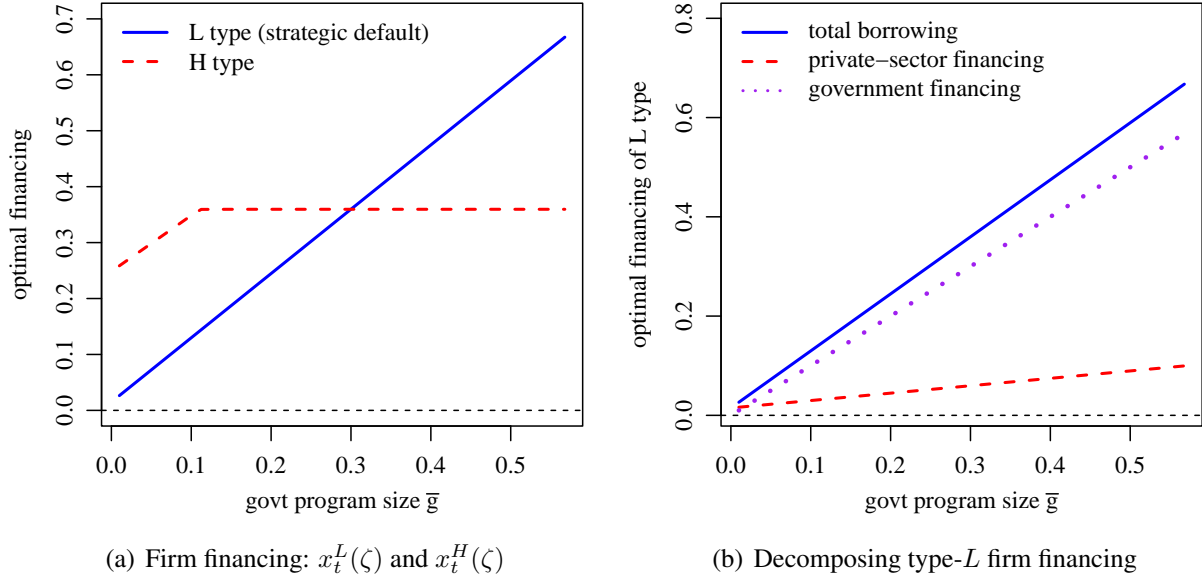 optimal financing
0.0 0.1 0.2 0.3 0.4 0.5 0.6 0.7
L type (strategic default)
H type
0.0 0.1 0.2 0.3 0.4 0.5
govt program size g̅
(a) Firm financing: $x_t^L(\zeta)$ and $x_t^H(\zeta)$
optimal financing of L type
0.0 0.2 0.4 0.6 0.8
total borrowing
private−sector financing
government financing
0.0 0.1 0.2 0.3 0.4 0.5
govt program size g̅
(b) Decomposing type-L firm financing